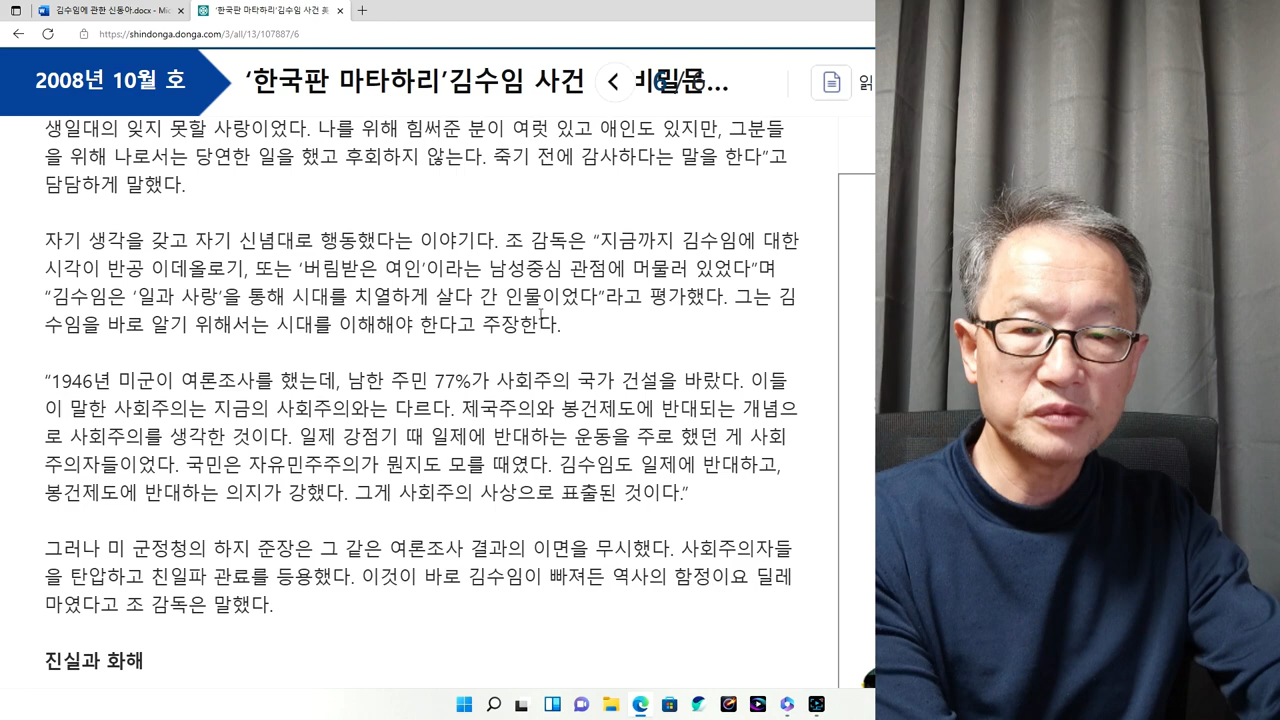 김수임에 관한 신동아.docx - Mic
'한국판 마타하리'김수임 사건 美
https://shindonga.donga.com/3/all/13/107887/6
2008년 10월 호
‘한국판 마타하리’김수임 사건
비밀문...
6 / 6
읽
생일대의 잊지 못할 사랑이었다. 나를 위해 힘써준 분이 여럿 있고 애인도 있지만, 그분들
을 위해 나로서는 당연한 일을 했고 후회하지 않는다. 죽기 전에 감사하다는 말을 한다”고
담담하게 말했다.
자기 생각을 갖고 자기 신념대로 행동했다는 이야기다. 조 감독은 “지금까지 김수임에 대한
시각이 반공 이데올로기, 또는 ‘버림받은 여인’이라는 남성중심 관점에 머물러 있었다”며
“김수임은 ‘일과 사랑’을 통해 시대를 치열하게 살다 간 인물이었다”라고 평가했다. 그는 김
수임을 바로 알기 위해서는 시대를 이해해야 한다고 주장한다.
“1946년 미군이 여론조사를 했는데, 남한 주민 77%가 사회주의 국가 건설을 바랐다. 이들
이 말한 사회주의는 지금의 사회주의와는 다르다. 제국주의와 봉건제도에 반대되는 개념으
로 사회주의를 생각한 것이다. 일제 강점기 때 일제에 반대하는 운동을 주로 했던 게 사회
주의자들이었다. 국민은 자유민주주의가 뭔지도 모를 때였다. 김수임도 일제에 반대하고,
봉건제도에 반대하는 의지가 강했다. 그게 사회주의 사상으로 표출된 것이다.”
그러나 미 군정청의 하지 준장은 그 같은 여론조사 결과의 이면을 무시했다. 사회주의자들
을 탄압하고 친일파 관료를 등용했다. 이것이 바로 김수임이 빠져든 역사의 함정이요 딜레
마였다고 조 감독은 말했다.
진실과 화해